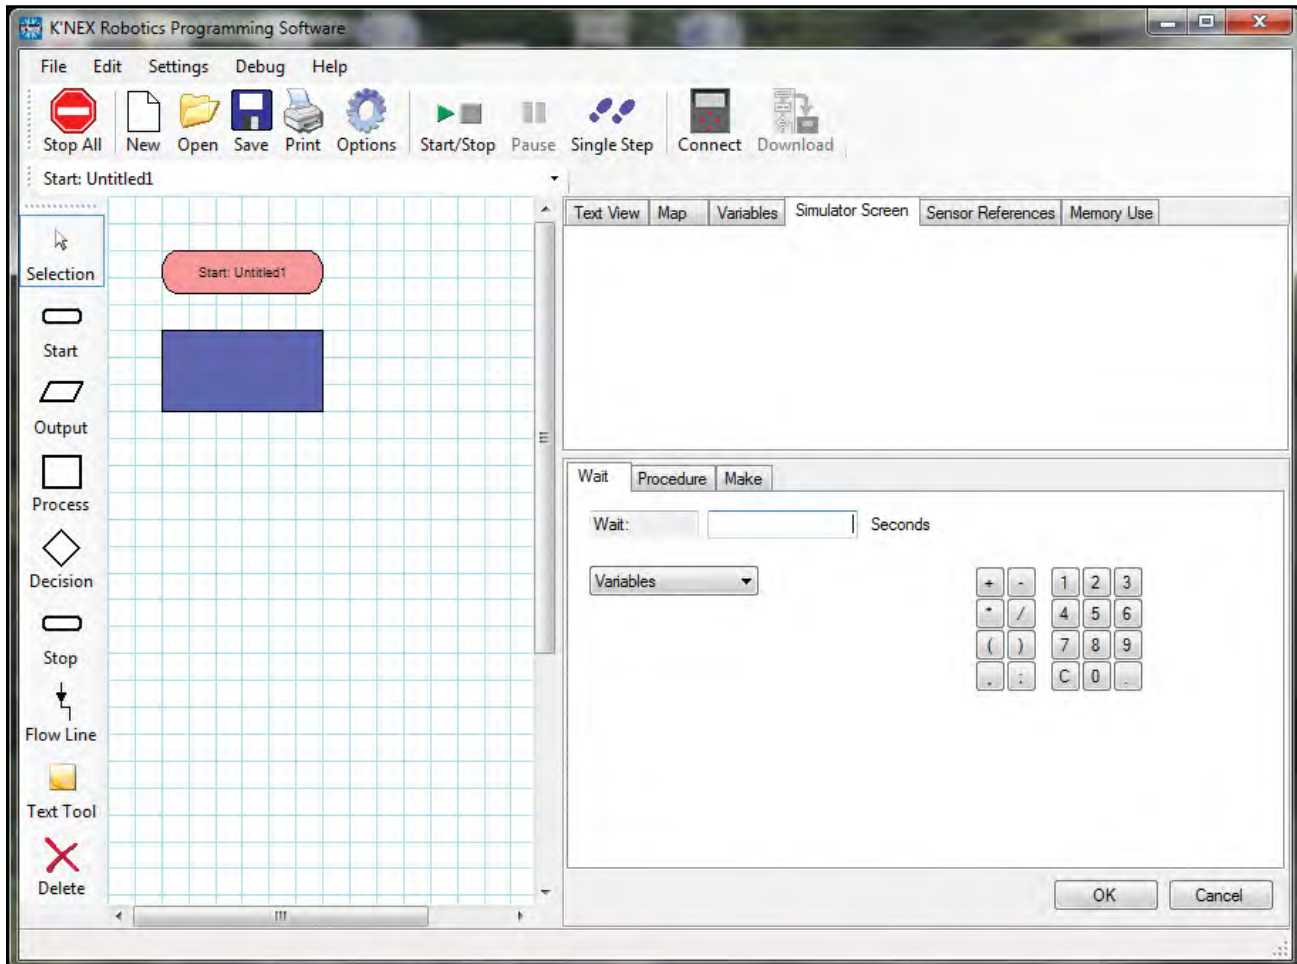 K'NEX Robotics Programming Software
File Edit Settings Debug Help
Stop All New Open Save Print Options Start/Stop Pause Single Step Connect Download
Start: Untitled1
Selection
Start
Output
Process
Decision
Stop
Flow Line
Text Tool
Delete
Start: Untitled1
Text View Map Variables Simulator Screen Sensor References Memory Use
Wait Procedure Make
Wait: Seconds
Variables
+ - 1 2 3
* / 4 5 6
( ) 7 8 9
, : C 0 .
OK Cancel